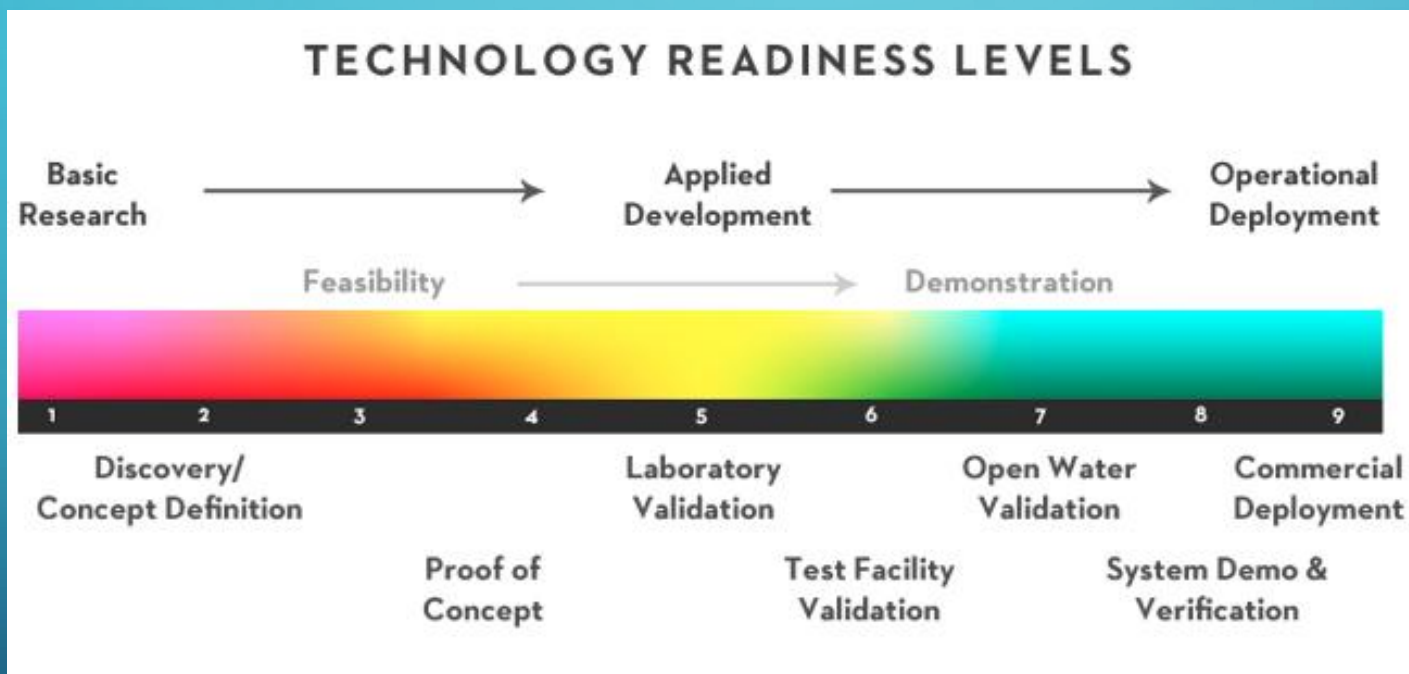 TECHNOLOGY READINESS LEVELS
Basic
Research
Applied
Development
Operational
Deployment
Feasibility
Demonstration
1 2 3 4 5 6 7 8 9
Discovery/
Concept Definition
Laboratory
Validation
Open Water
Validation
Commercial
Deployment
Proof of
Concept
Test Facility
Validation
System Demo &
Verification